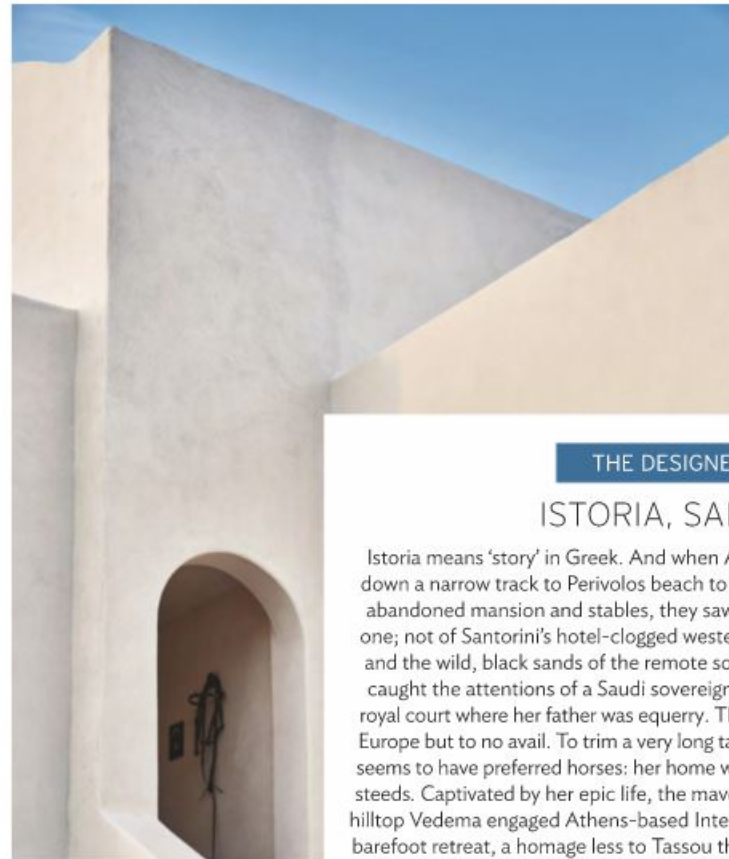 THE DESIGNE
ISTORIA, SA
Istoria means ‘story’ in Greek. And when A
down a narrow track to Perivolos beach to
abandoned mansion and stables, they saw
one; not of Santorini’s hotel-clogged weste
and the wild, black sands of the remote so
caught the attentions of a Saudi sovereign
royal court where her father was equerry. Th
Europe but to no avail. To trim a very long ta
seems to have preferred horses: her home w
steeds. Captivated by her epic life, the mave
hilltop Vedema engaged Athens-based Inte
barefoot retreat, a homage less to Tassou th